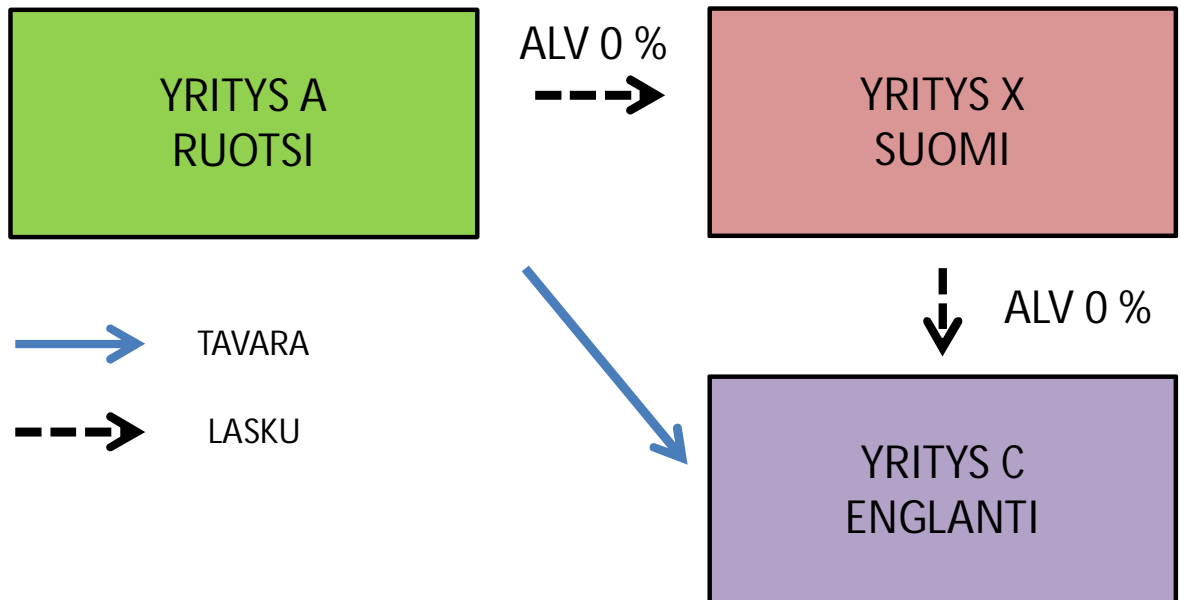 YRITYS A
RUOTSI
ALV 0 %
YRITYS X
SUOMI
ALV 0 %
TAVARA
LASKU
YRITYS C
ENGLANTI